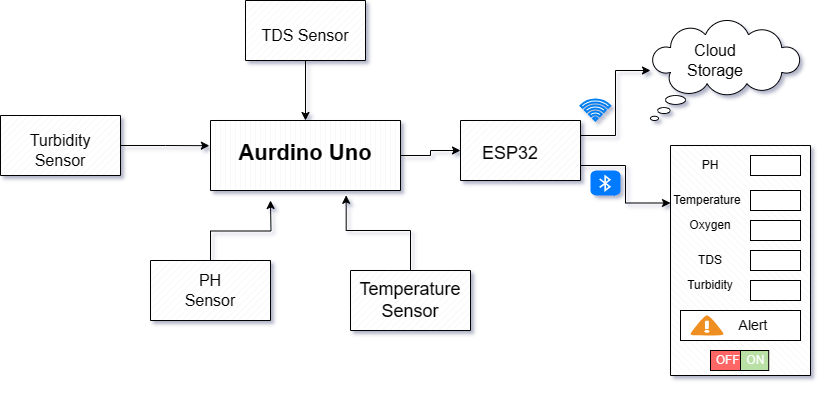 TDS Sensor
Cloud
Storage
Turbidity
Sensor
Aurdino Uno
ESP32
PH
Sensor
Temperature
Sensor
PH
Temperature
Oxygen
TDS
Turbidity
Alert
OFF ON